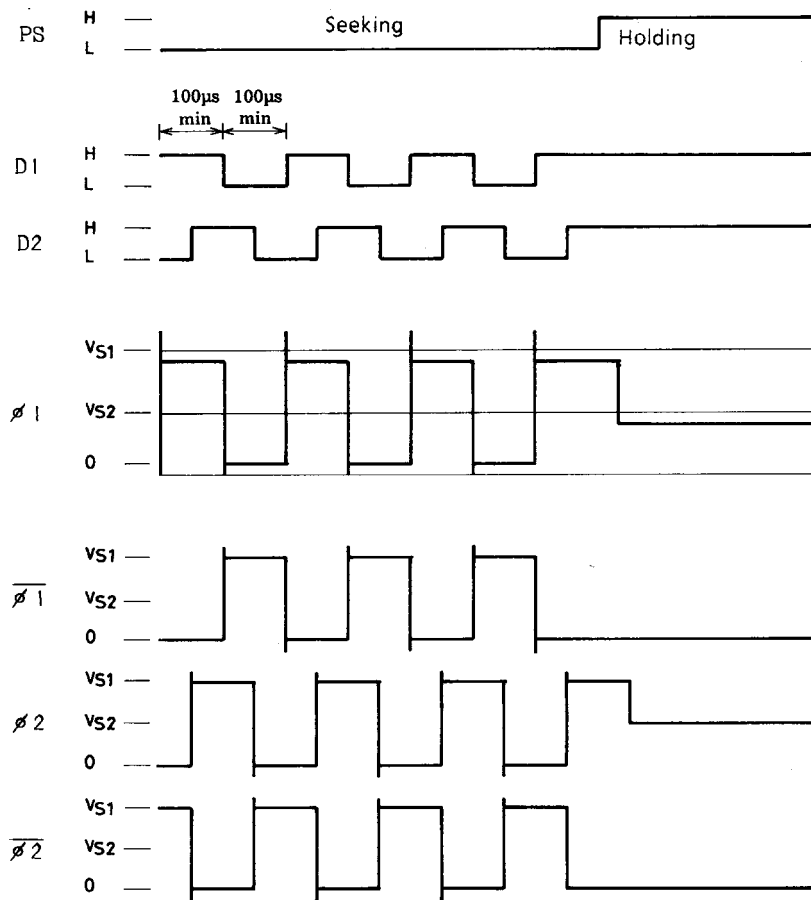 PS H Seeking
L Holding
100μs 100μs
min min
D1 H
L
D2 H
L
VS1
ø1 VS2
0
VS1
ø1 VS2
0
VS1
ø2 VS2
0
VS1
ø2 VS2
0